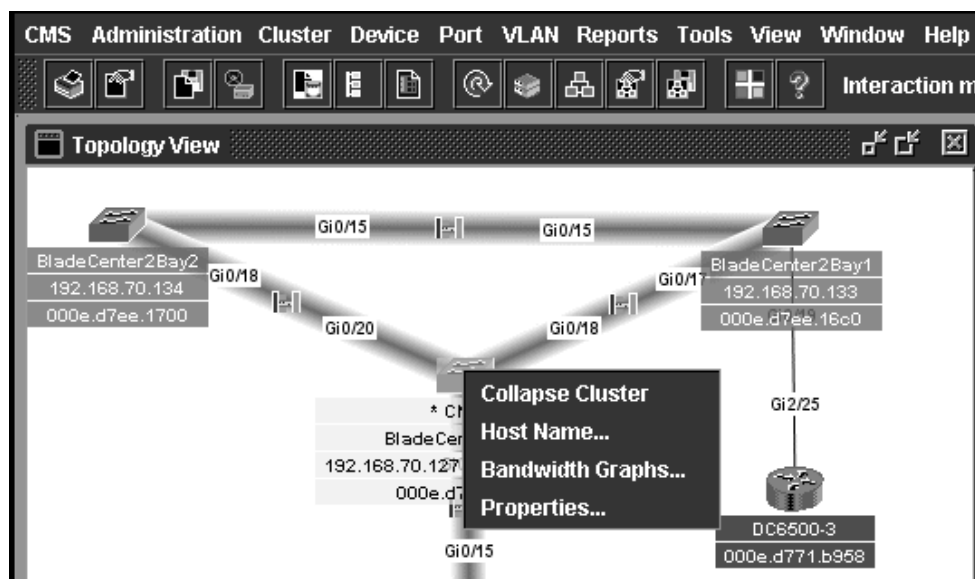 CMS Administration Cluster Device Port VLAN Reports Tools View Window Help
Interaction m
Topology View
Gi0/15 Gi0/15
BladeCenter2Bay2
192.168.70.134
000e.d7ee.1700
Gi0/18
Gi0/17
BladeCenter2Bay1
192.168.70.133
000e.d7ee.16c0
Gi0/20
Gi0/18
* C
BladeCer
192.168.70.127
000e.d7
Collapse Cluster
Host Name...
Bandwidth Graphs...
Properties...
Gi2/25
Gi0/15
DC6500-3
000e.d771.b958